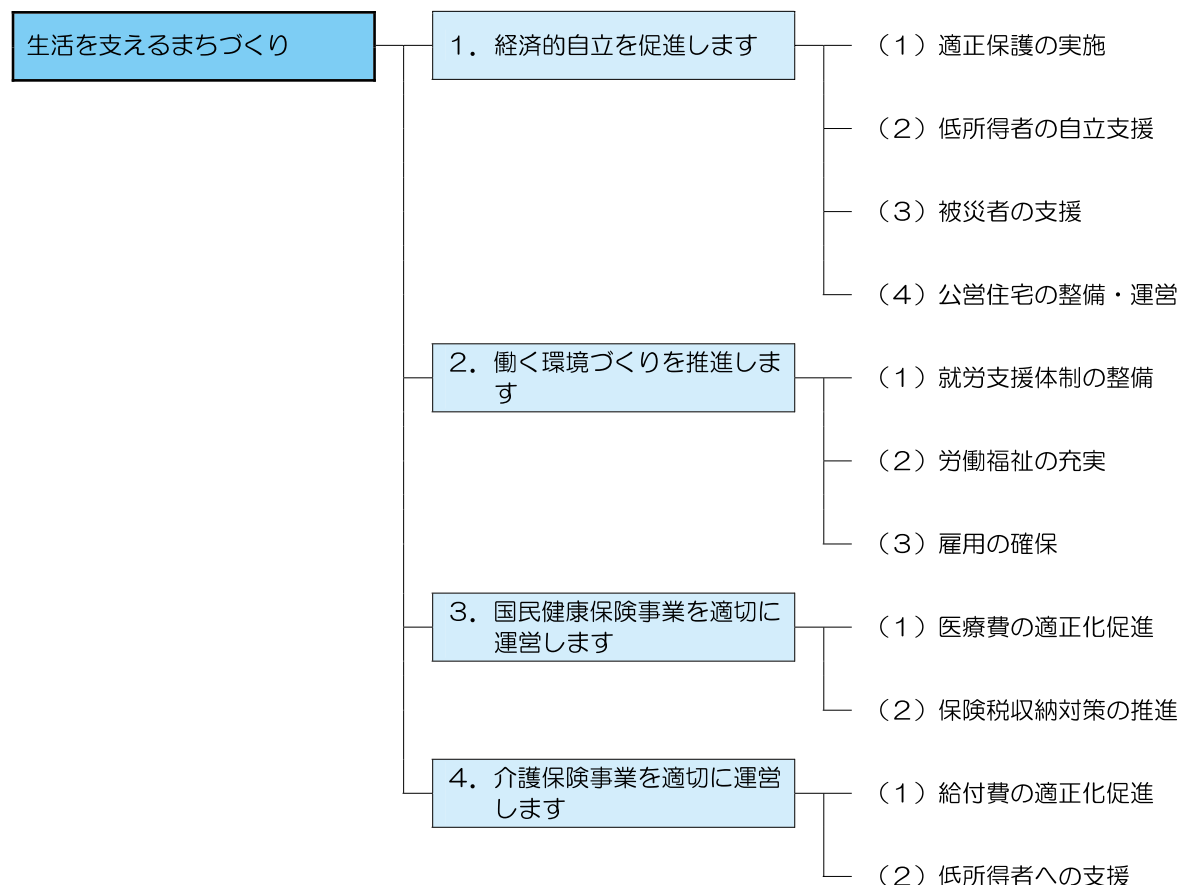 生活を支えるまちづくり
１．経済的自立を促進します
（１）適正保護の実施
（２）低所得者の自立支援
（３）被災者の支援
（４）公営住宅の整備・運営
２．働く環境づくりを推進しま
す
（１）就労支援体制の整備
（２）労働福祉の充実
（３）雇用の確保
３．国民健康保険事業を適切に
運営します
（１）医療費の適正化促進
（２）保険税収納対策の推進
４．介護保険事業を適切に運営
します
（１）給付費の適正化促進
（２）低所得者への支援